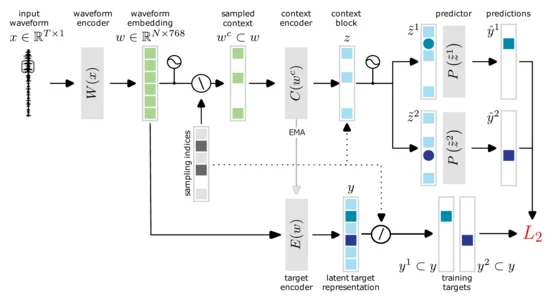 input
waveform
x ∈ ℝ^{T×1}
waveform
encoder
W(x)
waveform
embedding
w ∈ ℝ^{N×768}
sampled
context
w^c ⊂ w
context
encoder
C(w^c)
context
block
z
predictor
z̃^1
P(z̃^1)
predictions
ŷ^1
sampling indices
EMA
z̃^2
P(z̃^2)
ŷ^2
E(w)
target
encoder
y
latent target
representation
y^1 ⊂ y
y^2 ⊂ y
training
targets
L_2